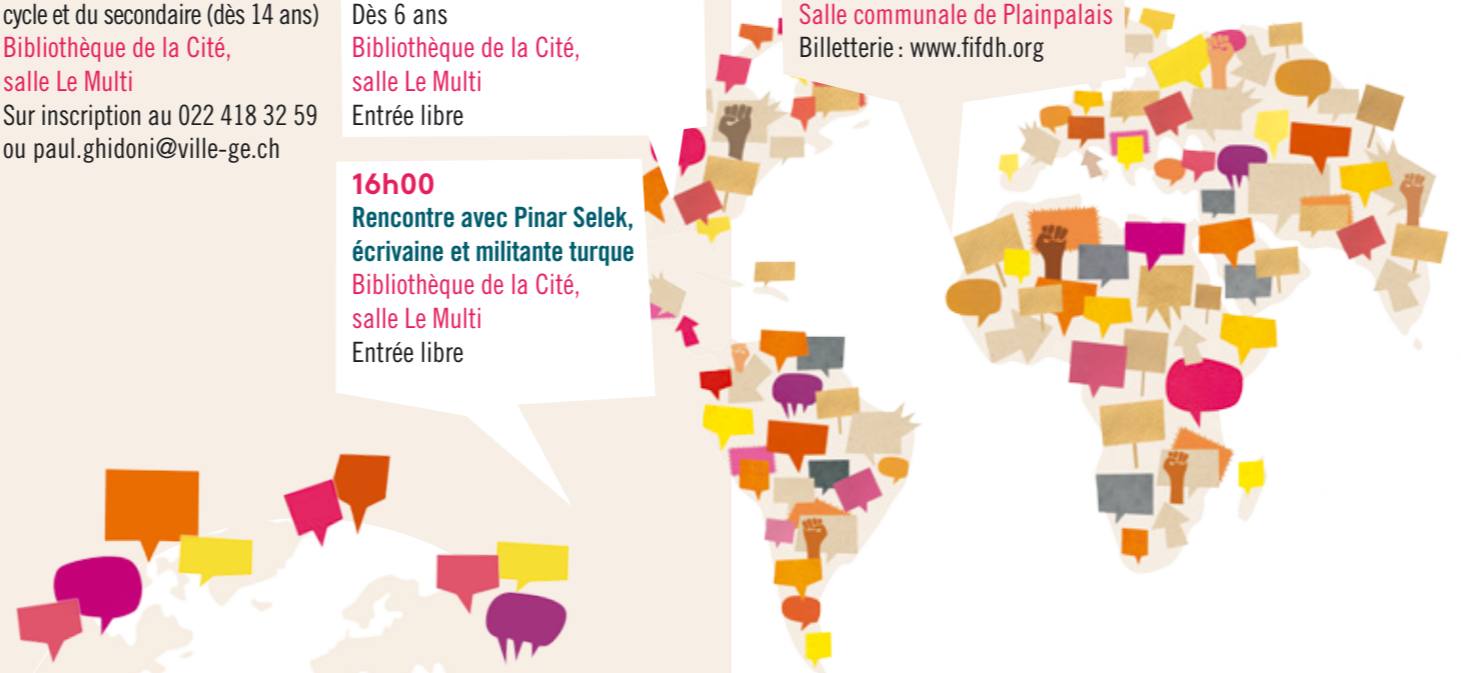 cycle et du secondaire (dès 14 ans)
Bibliothèque de la Cité,
salle Le Multi
Sur inscription au 022 418 32 59
ou paul.ghidoni@ville-ge.ch
Dès 6 ans
Bibliothèque de la Cité,
salle Le Multi
Entrée libre
16h00
Rencontre avec Pinar Selek,
écrivaine et militante turque
Bibliothèque de la Cité,
salle Le Multi
Entrée libre
Salle communale de Plainpalais
Billetterie : www.fifdh.org